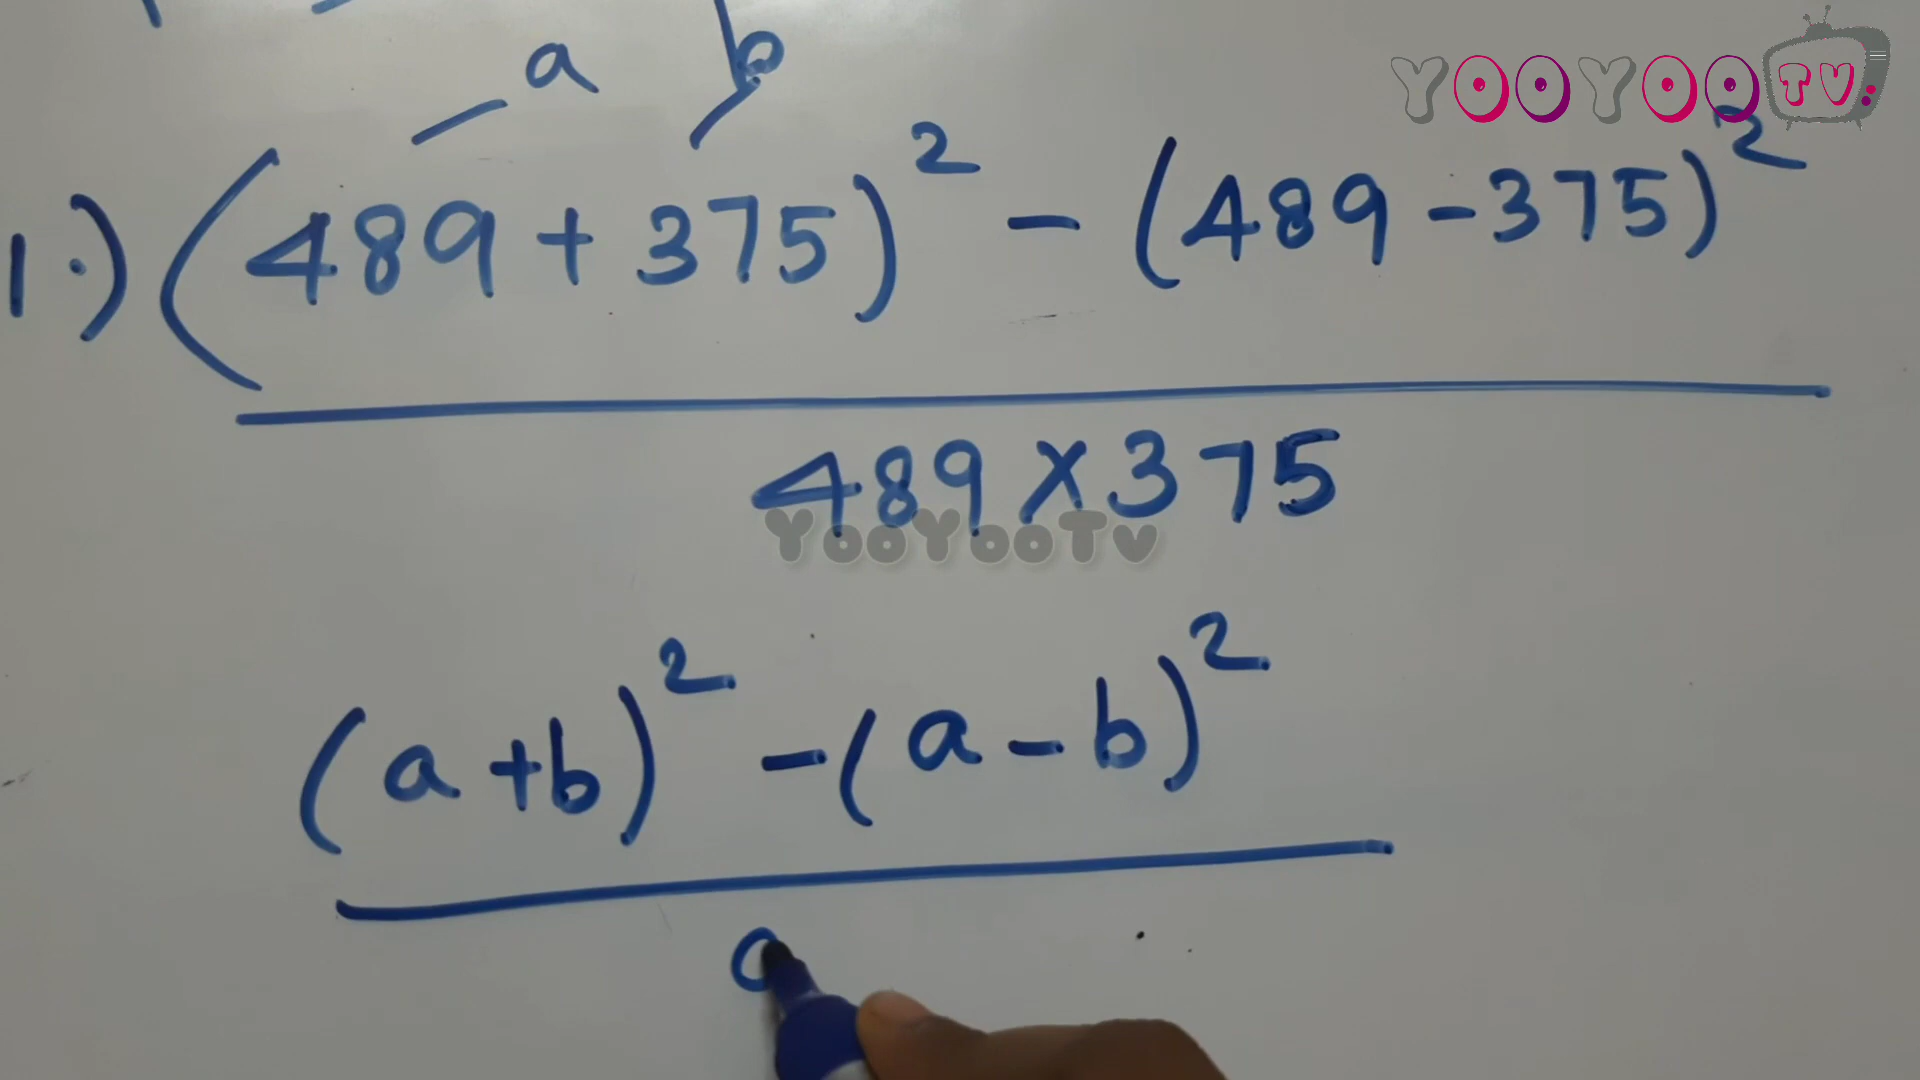 a b
YOOYOO TV
1.) (489 + 375)² - (489 - 375)²
489 × 375
YooYooTv
(a + b)² - (a - b)²
a